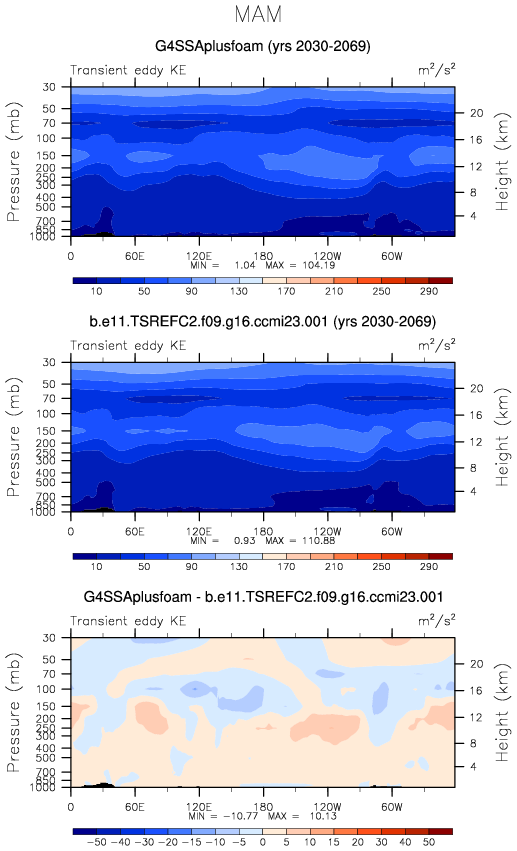 MAM
G4SSAplusfoam (yrs 2030-2069)
Transient eddy KE m²/s²
Pressure (mb)
30
50
70
100
150
200
250
300
400
500
700
850
1000
20
16
12
8
4
Height (km)
0 60E 120E 180 120W 60W
MIN = 1.04 MAX = 104.19
10 50 90 130 170 210 250 290
b.e11.TSREFC2.f09.g16.ccmi23.001 (yrs 2030-2069)
Transient eddy KE m²/s²
Pressure (mb)
30
50
70
100
150
200
250
300
400
500
700
850
1000
20
16
12
8
4
Height (km)
0 60E 120E 180 120W 60W
MIN = 0.93 MAX = 110.88
10 50 90 130 170 210 250 290
G4SSAplusfoam - b.e11.TSREFC2.f09.g16.ccmi23.001
Transient eddy KE m²/s²
Pressure (mb)
30
50
70
100
150
200
250
300
400
500
700
850
1000
20
16
12
8
4
Height (km)
0 60E 120E 180 120W 60W
MIN = −10.77 MAX = 10.13
−50 −40 −30 −20 −15 −10 −5 0 5 10 15 20 30 40 50